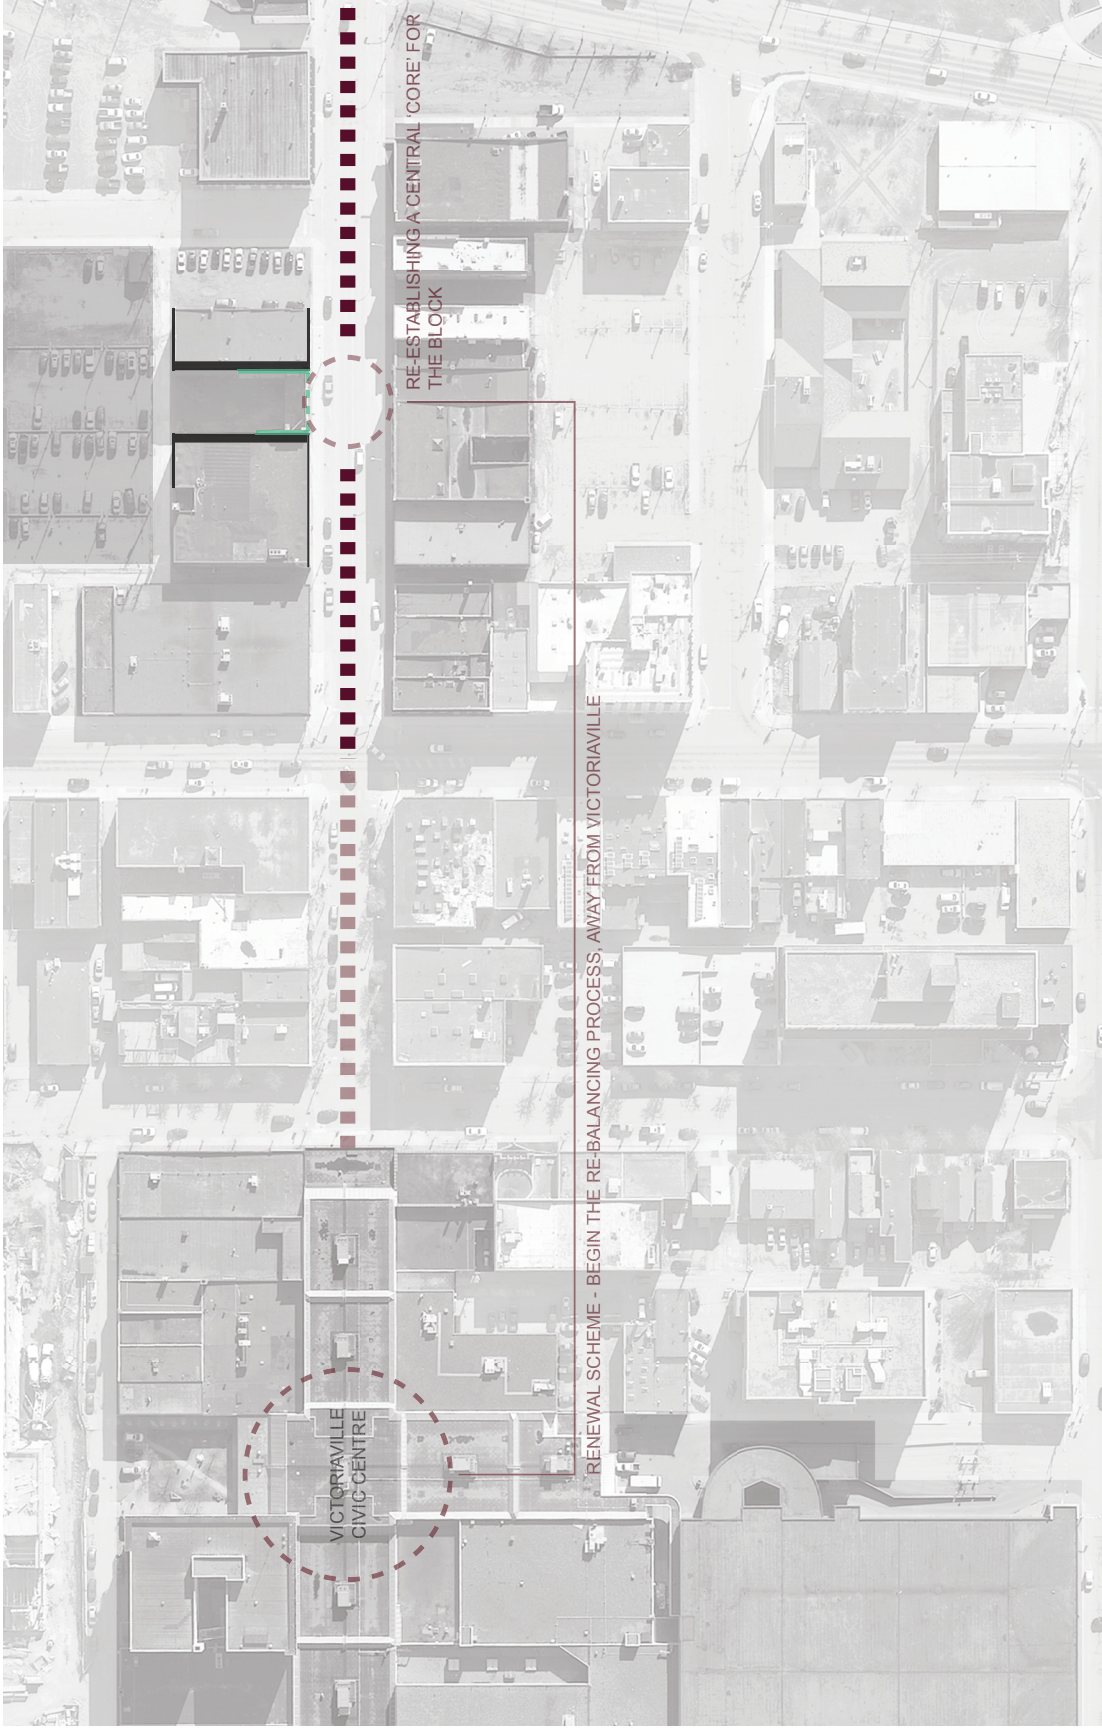 RE-ESTABLISHING A CENTRAL 'CORE' FOR
THE BLOCK
RENEWAL SCHEME - BEGIN THE RE-BALANCING PROCESS, AWAY FROM VICTORIAVILLE
VICTORIAVILLE
CIVIC CENTRE